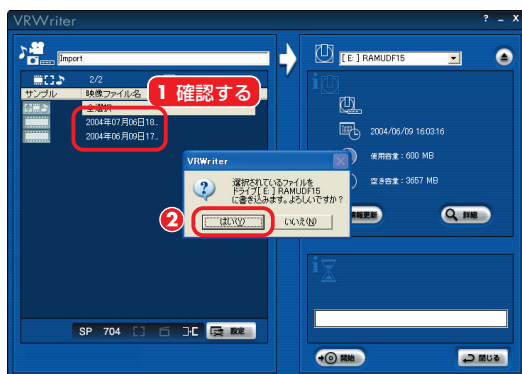 VRWriter
? - X
Import
[ E: ] RAMUDF15
2/2
サンプル 映像ファイル名
1 確認する
全選択
2004年07月06日18..
2004年06月09日17..
2004/06/09 16:03:16
使用容量 : 600 MB
空き容量 : 3657 MB
情報更新
詳細
VRWriter
選択されているファイルを
ドライブ[ E: ] RAMUDF15
に書き込みます。よろしいですか？
2
はい(Y)
いいえ(N)
SP 704
設定
開始
閉じる